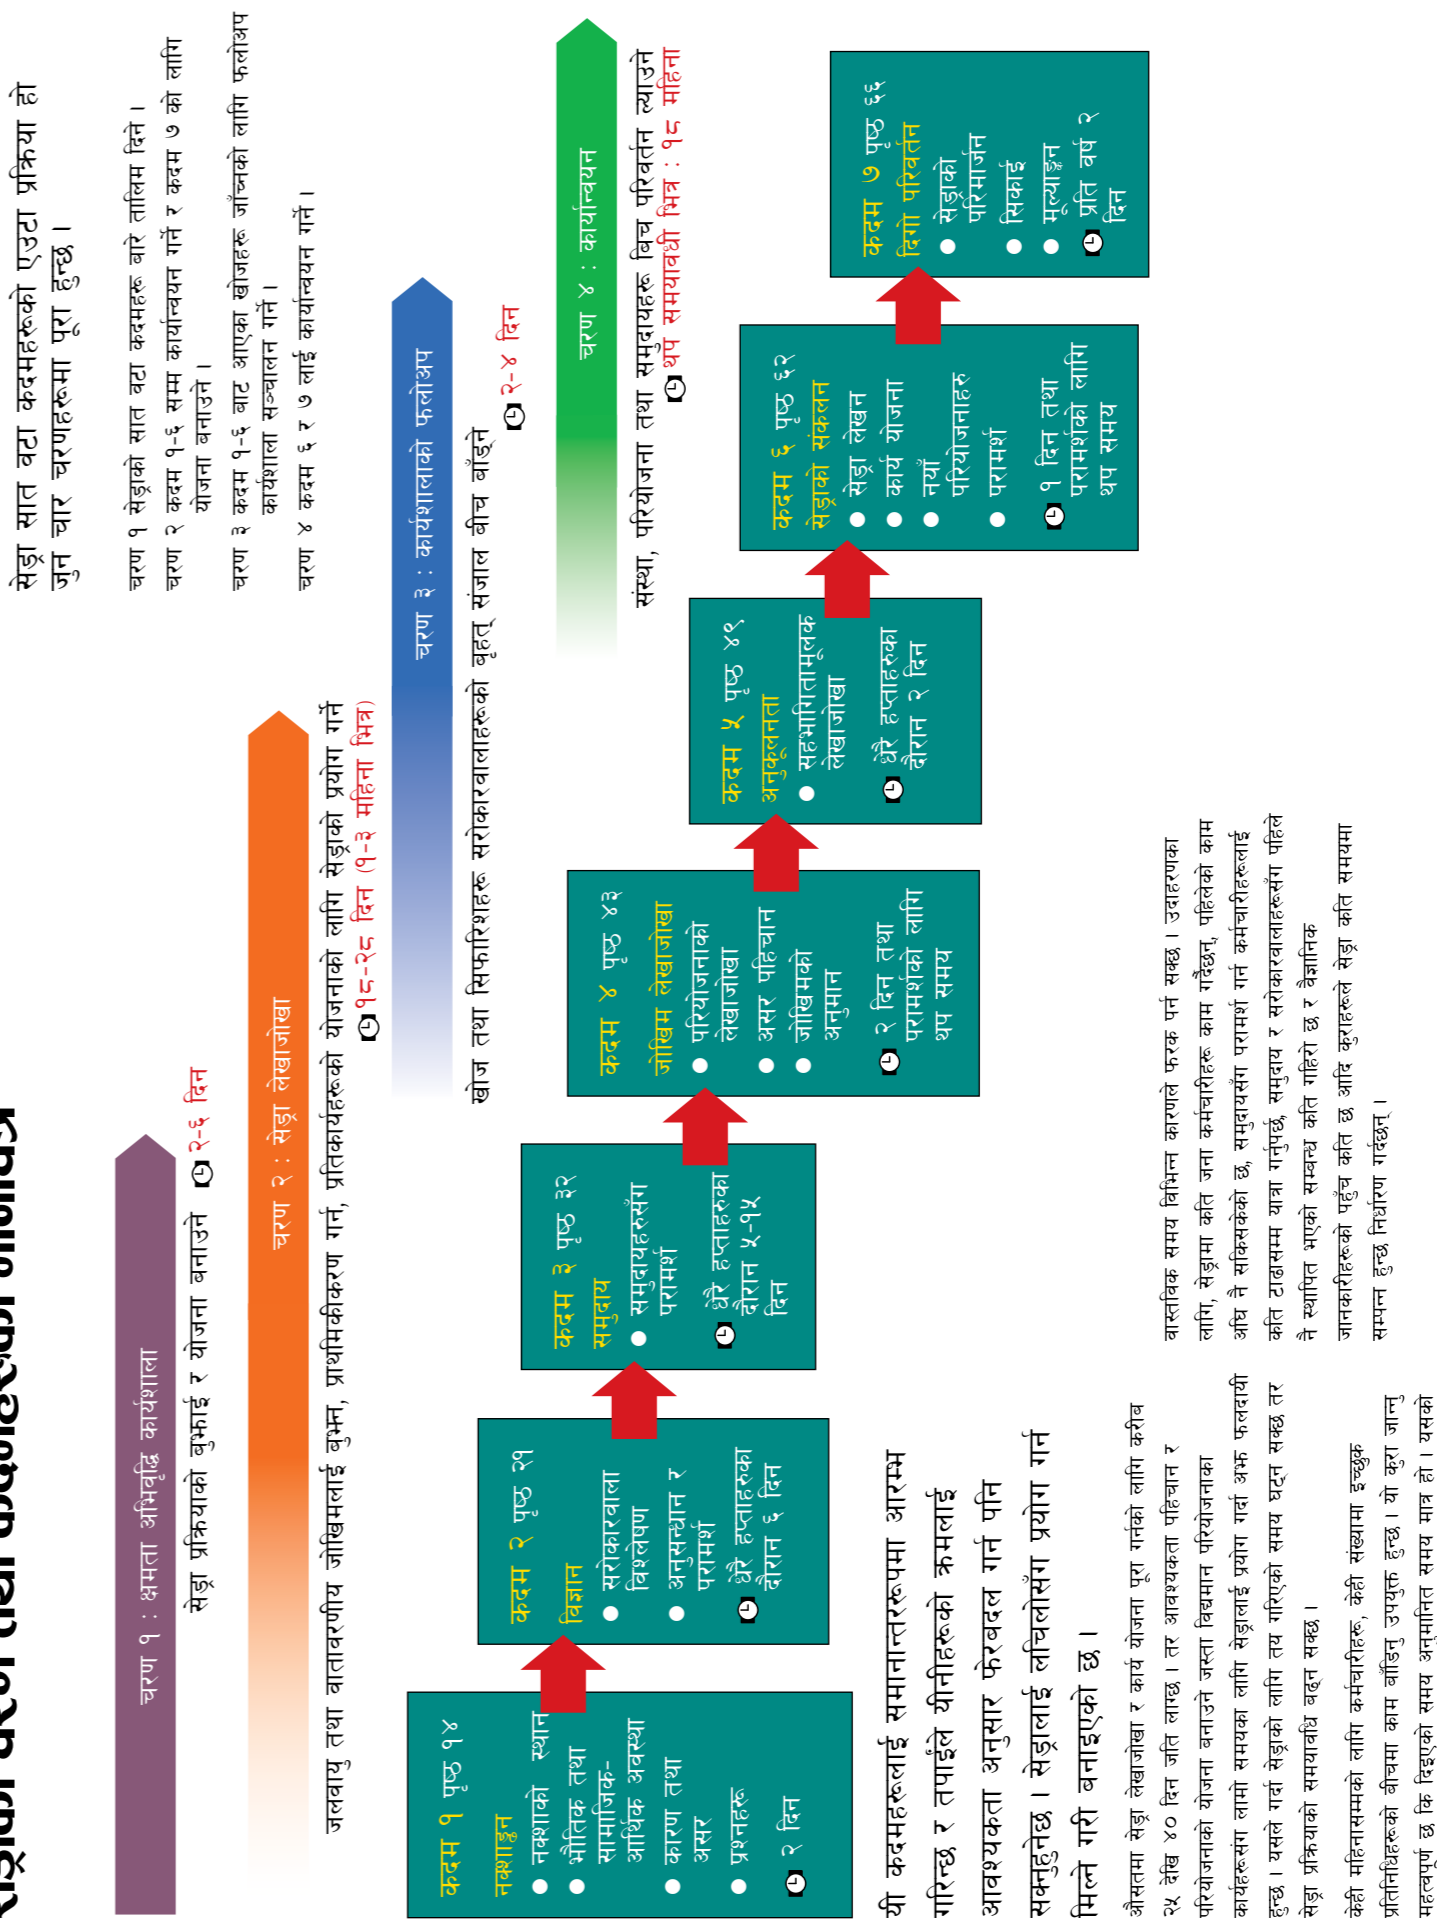 सेड्राका चरण तथा कदमहरूको मानचित्र
सेड्रा सात वटा कदमहरूको एउटा प्रक्रिया हो
जुन चार चरणहरूमा पूरा हुन्छ ।
चरण १ सेड्राको सात वटा कदमहरू बारे तालिम दिने ।
चरण २ कदम १-६ सम्म कार्यान्वयन गर्ने र कदम ७ को लागि
योजना बनाउने ।
चरण ३ कदम १-६ बाट आएका खोजहरू जाँच्नको लागि फलोअप
कार्यशाला सञ्चालन गर्ने ।
चरण ४ कदम ६ र ७ लाई कार्यान्वयन गर्ने ।
चरण १ : क्षमता अभिवृद्धि कार्यशाला
सेड्रा प्रक्रियाको बुझाई र योजना बनाउने
२-६ दिन
चरण २ : सेड्रा लेखाजोखा
जलवायु तथा वातावरणीय जोखिमलाई बुझ्न, प्राथमिकीकरण गर्न, प्रतिकार्यहरूको योजनाको लागि सेड्राको प्रयोग गर्ने
१८-२८ दिन (१-३ महिना भित्र)
चरण ३ : कार्यशालाको फलोअप
खोज तथा सिफारिशहरू सरोकारवालाहरूको बृहत् संजाल बीच बाँड्ने
२-४ दिन
चरण ४ : कार्यान्वयन
संस्था, परियोजना तथा समुदायहरू बिच परिवर्तन ल्याउने
थप समयावधी भित्र : १८ महिना
कदम १ पृष्ठ १४
नक्शाङ्कन
नक्शाको स्थान
भौतिक तथा
सामाजिक-
आर्थिक अवस्था
कारण तथा
असर
प्रश्नहरू
२ दिन
कदम २ पृष्ठ २१
विज्ञान
सरोकारवाला
विश्लेषण
अनुसन्धान र
परामर्श
धेरै हप्ताहरुका
दौरान ६ दिन
कदम ३ पृष्ठ ३२
समुदाय
समुदायहरुसँग
परामर्श
धेरै हप्ताहरुका
दौरान ५-१५
दिन
कदम ४ पृष्ठ ४३
जोखिम लेखाजोखा
परियोजनाको
लेखाजोखा
असर पहिचान
जोखिमको
अनुमान
२ दिन तथा
परामर्शको लागि
थप समय
कदम ५ पृष्ठ ४९
अनुकूलनता
सहभागितामूलक
लेखाजोखा
धेरै हप्ताहरुका
दौरान २ दिन
कदम ६ पृष्ठ ६२
सेड्राको संकलन
सेड्रा लेखन
कार्य योजना
नयाँ
परियोजनाहरु
परामर्श
१ दिन तथा
परामर्शको लागि
थप समय
कदम ७ पृष्ठ ६६
दिगो परिवर्तन
सेड्राको
परिमार्जन
सिकाई
मूल्याङ्कन
प्रति वर्ष २
दिन
यी कदमहरूलाई समानान्तररूपमा आरम्भ
गरिन्छ र तपाईंले यीनीहरूको क्रमलाई
आवश्यकता अनुसार फेरबदल गर्न पनि
सक्नुहुनेछ । सेड्रालाई लचिलोसँग प्रयोग गर्न
मिल्ने गरी बनाइएको छ ।
औसतमा सेड्रा लेखाजोखा र कार्य योजना पूरा गर्नको लागि करीब
२५ देखि ४० दिन जति लाग्छ । तर आवश्यकता पहिचान र
परियोजनाको योजना बनाउने जस्ता विद्यमान परियोजनाका
कार्यहरूसंग लामो समयका लागि सेड्रालाई प्रयोग गर्दा अझ फलदायी
हुन्छ । यसले गर्दा सेड्राको लागि तय गरिएको समय घट्न सक्छ तर
सेड्रा प्रक्रियाको समयावधि बढ्न सक्छ ।
केही महिनासम्मको लागि कर्मचारीहरू, केही संख्यामा इच्छुक
प्रतिनिधिहरूको बीचमा काम बाँडिनु उपयुक्त हुन्छ । यो कुरा जान्नु
महत्वपूर्ण छ कि दिइएको समय अनुमानित समय मात्र हो । यसको
वास्तविक समय विभिन्न कारणले फरक पर्न सक्छ । उदाहरणका
लागि, सेड्रामा कति जना कर्मचारीहरू काम गर्दैछन्, पहिलेको काम
अघि नै सकिसकेको छ, समुदायसँग परामर्श गर्न कर्मचारीहरूलाई
कति टाढासम्म यात्रा गर्नुपर्छ, समुदाय र सरोकारवालाहरूसँग पहिले
नै स्थापित भएको सम्बन्ध कति गहिरो छ र वैज्ञानिक
जानकारीहरूको पहुँच कति छ आदि कुराहरूले सेड्रा कति समयमा
सम्पन्न हुन्छ निर्धारण गर्दछन् ।